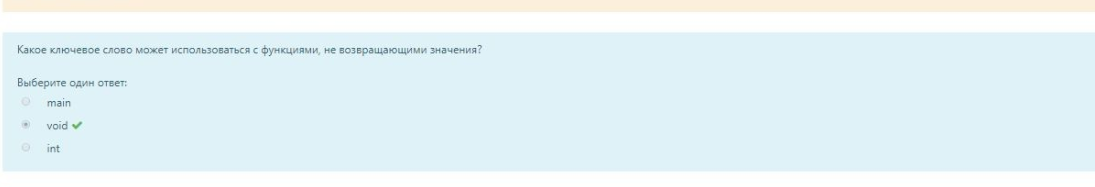 Какое ключевое слово может использоваться с функциями, не возвращающими значения?
Выберите один ответ:
main
void
int